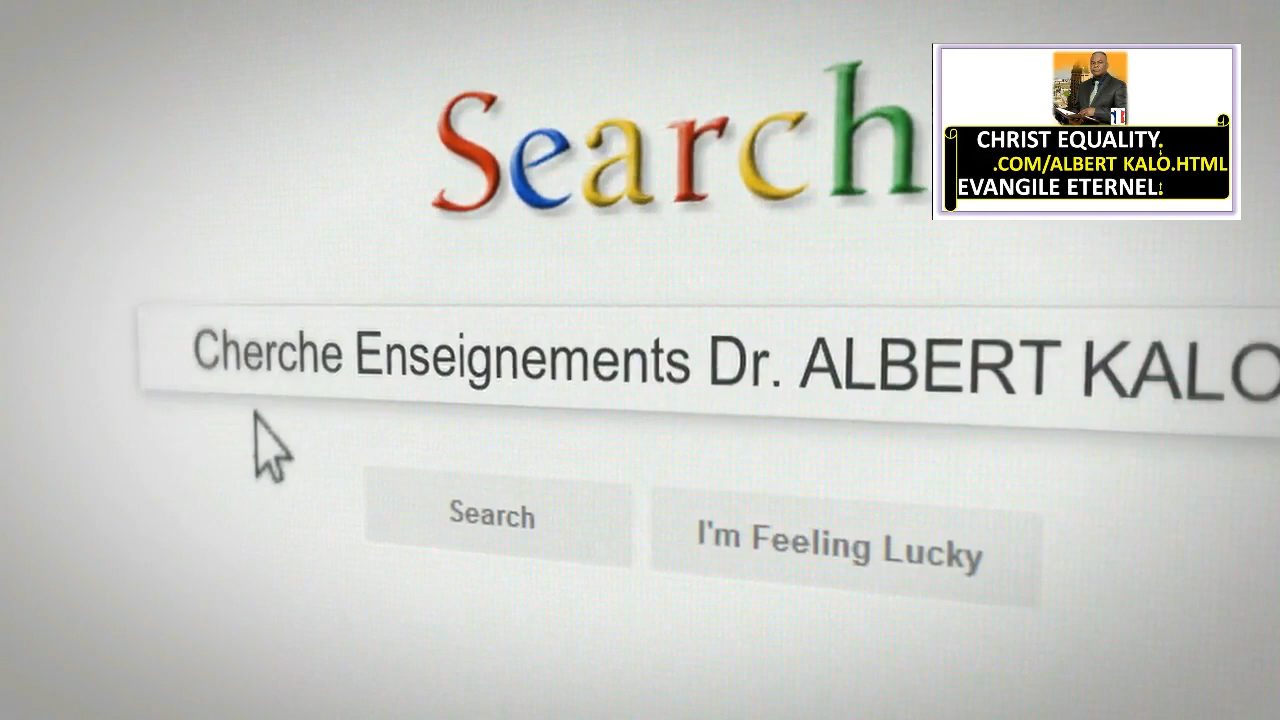 Search
CHRIST EQUALITY.
.COM/ALBERT KALO.HTML
EVANGILE ETERNEL
Cherche Enseignements Dr. ALBERT KALO
Search
I'm Feeling Lucky